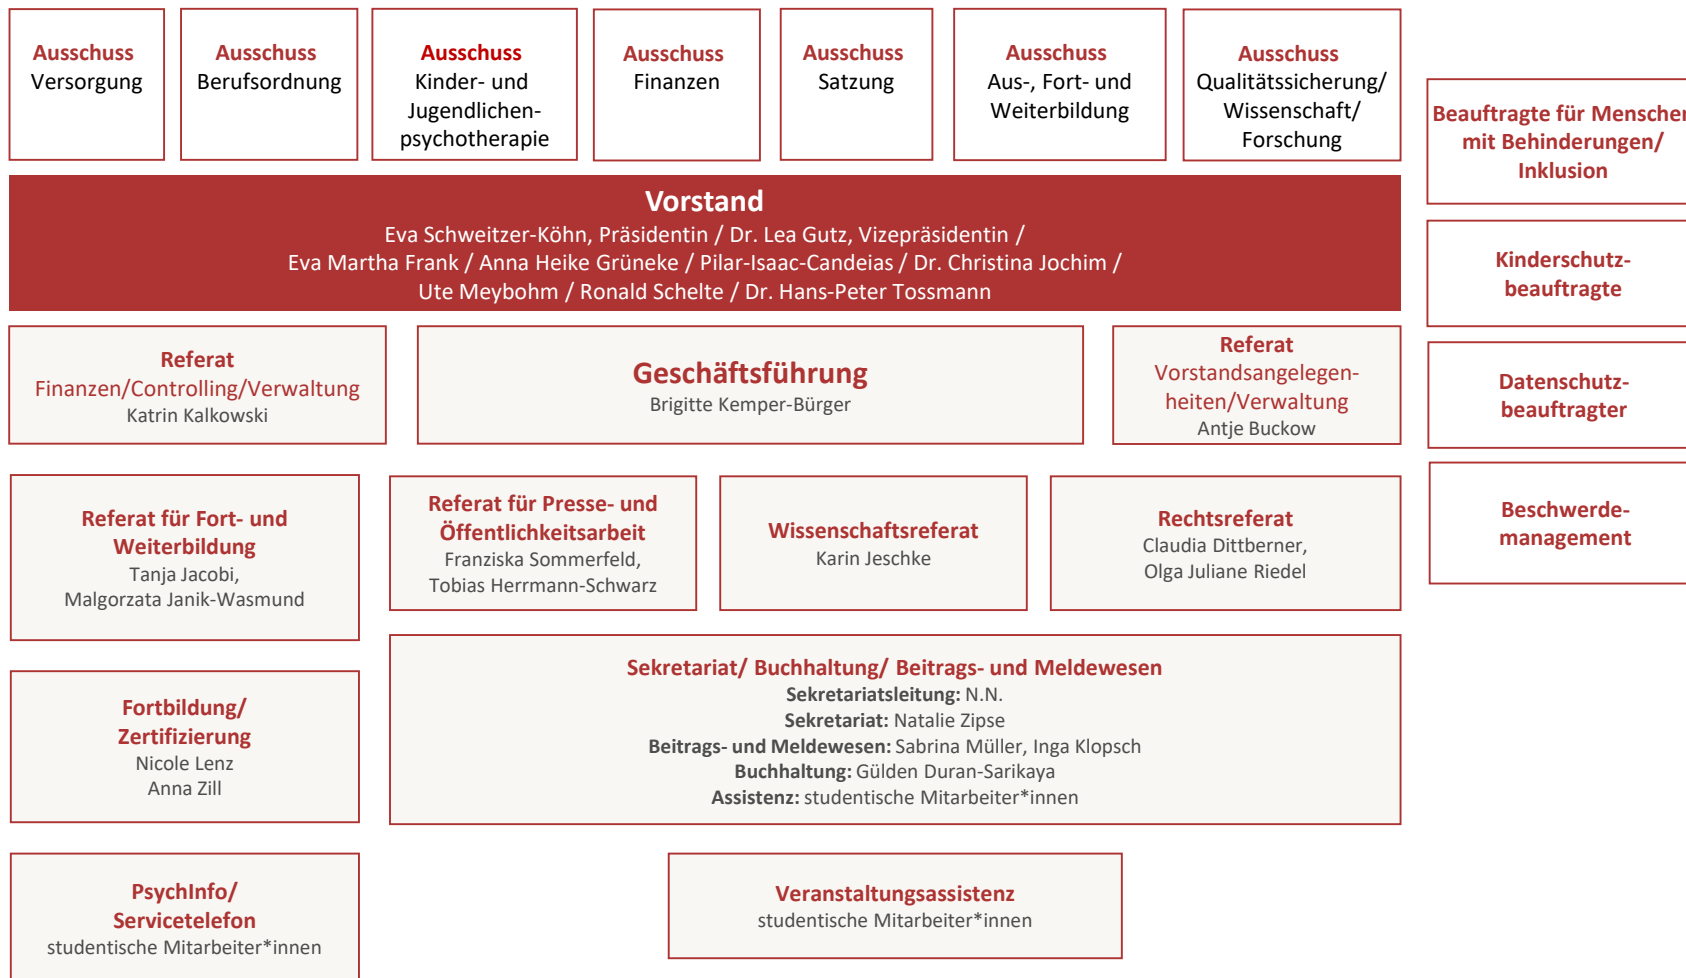 Ausschuss
Versorgung
Ausschuss
Berufsordnung
Ausschuss
Kinder- und
Jugendlichen-
psychotherapie
Ausschuss
Finanzen
Ausschuss
Satzung
Ausschuss
Aus-, Fort- und
Weiterbildung
Ausschuss
Qualitätssicherung/
Wissenschaft/
Forschung
Beauftragte für Menschen
mit Behinderungen/
Inklusion
Vorstand
Eva Schweitzer-Köhn, Präsidentin / Dr. Lea Gutz, Vizepräsidentin /
Eva Martha Frank / Anna Heike Grüneke / Pilar-Isaac-Candeias / Dr. Christina Jochim /
Ute Meybohm / Ronald Schelte / Dr. Hans-Peter Tossmann
Kinderschutz-
beauftragte
Referat
Finanzen/Controlling/Verwaltung
Katrin Kalkowski
Geschäftsführung
Brigitte Kemper-Bürger
Referat
Vorstandsangelegen-
heiten/Verwaltung
Antje Buckow
Datenschutz-
beauftragter
Referat für Fort- und
Weiterbildung
Tanja Jacobi,
Malgorzata Janik-Wasmund
Referat für Presse- und
Öffentlichkeitsarbeit
Franziska Sommerfeld,
Tobias Herrmann-Schwarz
Wissenschaftsreferat
Karin Jeschke
Rechtsreferat
Claudia Dittberner,
Olga Juliane Riedel
Beschwerde-
management
Fortbildung/
Zertifizierung
Nicole Lenz
Anna Zill
Sekretariat/ Buchhaltung/ Beitrags- und Meldewesen
Sekretariatsleitung: N.N.
Sekretariat: Natalie Zipse
Beitrags- und Meldewesen: Sabrina Müller, Inga Klopsch
Buchhaltung: Gülden Duran-Sarikaya
Assistenz: studentische Mitarbeiter*innen
PsychInfo/
Servicetelefon
studentische Mitarbeiter*innen
Veranstaltungsassistenz
studentische Mitarbeiter*innen